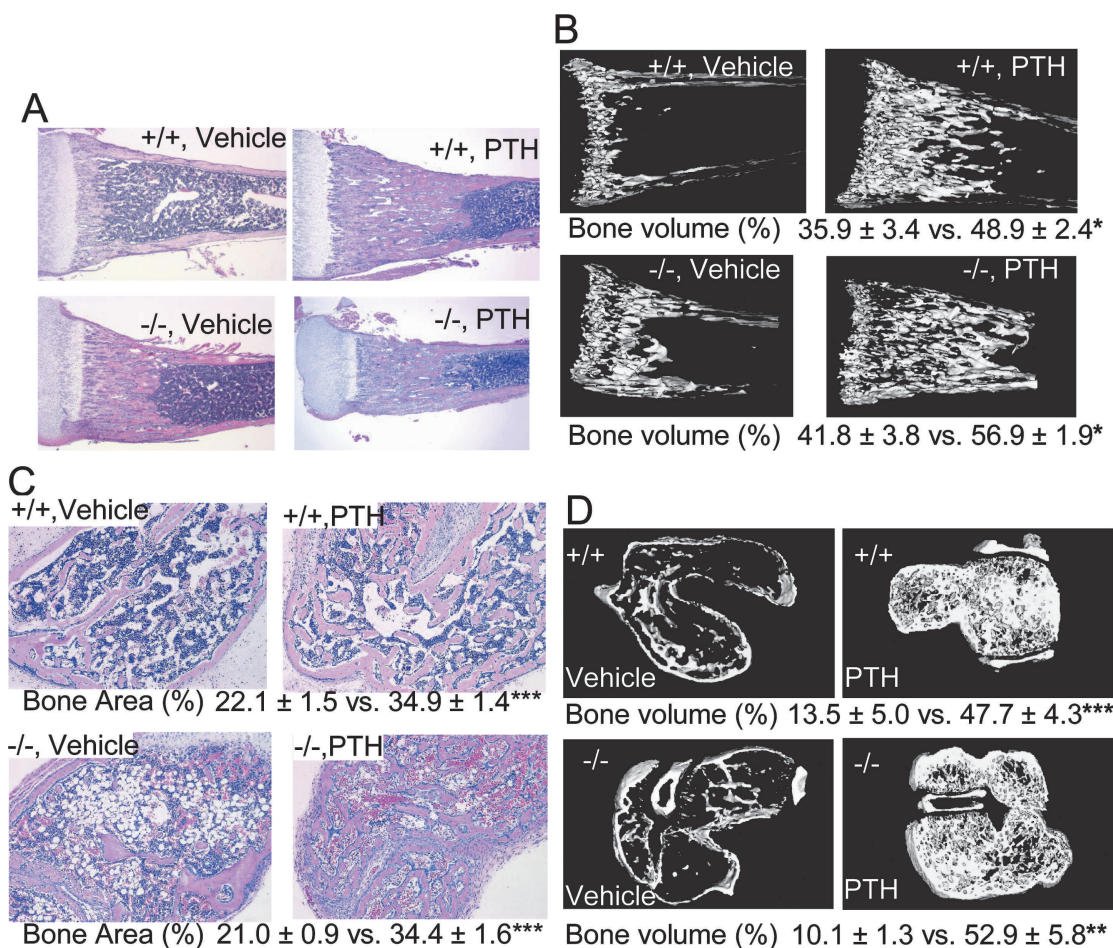 A
+/+, Vehicle
+/+, PTH
-/-, Vehicle
-/-, PTH
B
+/+, Vehicle
+/+, PTH
Bone volume (%) 35.9 ± 3.4 vs. 48.9 ± 2.4*
-/-, Vehicle
-/-, PTH
Bone volume (%) 41.8 ± 3.8 vs. 56.9 ± 1.9*
C
+/+,Vehicle
+/+,PTH
Bone Area (%) 22.1 ± 1.5 vs. 34.9 ± 1.4***
-/-, Vehicle
-/-,PTH
Bone Area (%) 21.0 ± 0.9 vs. 34.4 ± 1.6***
D
+/+
+/+
Vehicle
PTH
Bone volume (%) 13.5 ± 5.0 vs. 47.7 ± 4.3***
-/-
-/-
Vehicle
PTH
Bone volume (%) 10.1 ± 1.3 vs. 52.9 ± 5.8**